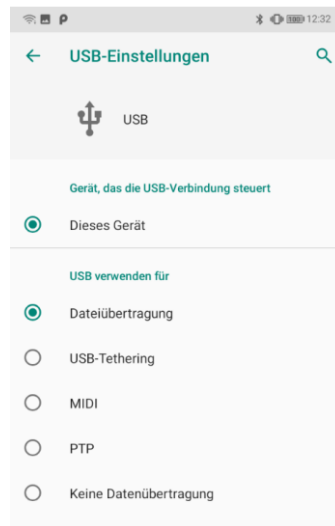 12:32
USB-Einstellungen
USB
Gerät, das die USB-Verbindung steuert
Dieses Gerät
USB verwenden für
Dateiübertragung
USB-Tethering
MIDI
PTP
Keine Datenübertragung